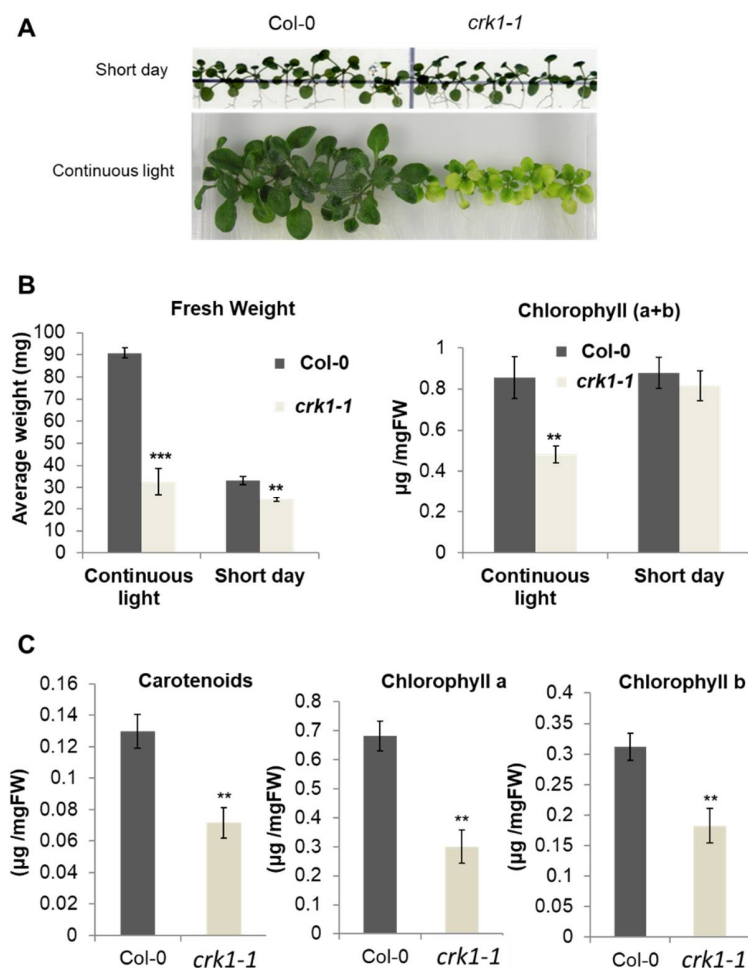 A
Col-0
crk1-1
Short day
Continuous light
B
Fresh Weight
Average weight (mg)
100
90
80
70
60
50
40
30
20
10
0
Col-0
crk1-1
***
**
Continuous light
Short day
Chlorophyll (a+b)
µg /mgFW
1
0.8
0.6
0.4
0.2
0
Col-0
crk1-1
**
Continuous light
Short day
C
Carotenoids
(µg /mgFW)
0.16
0.14
0.12
0.1
0.08
0.06
0.04
0.02
0
**
Col-0
crk1-1
Chlorophyll a
(µg /mgFW)
0.8
0.7
0.6
0.5
0.4
0.3
0.2
0.1
0
**
Col-0
crk1-1
Chlorophyll b
(µg /mgFW)
0.4
0.35
0.3
0.25
0.2
0.15
0.1
0.05
0
**
Col-0
crk1-1